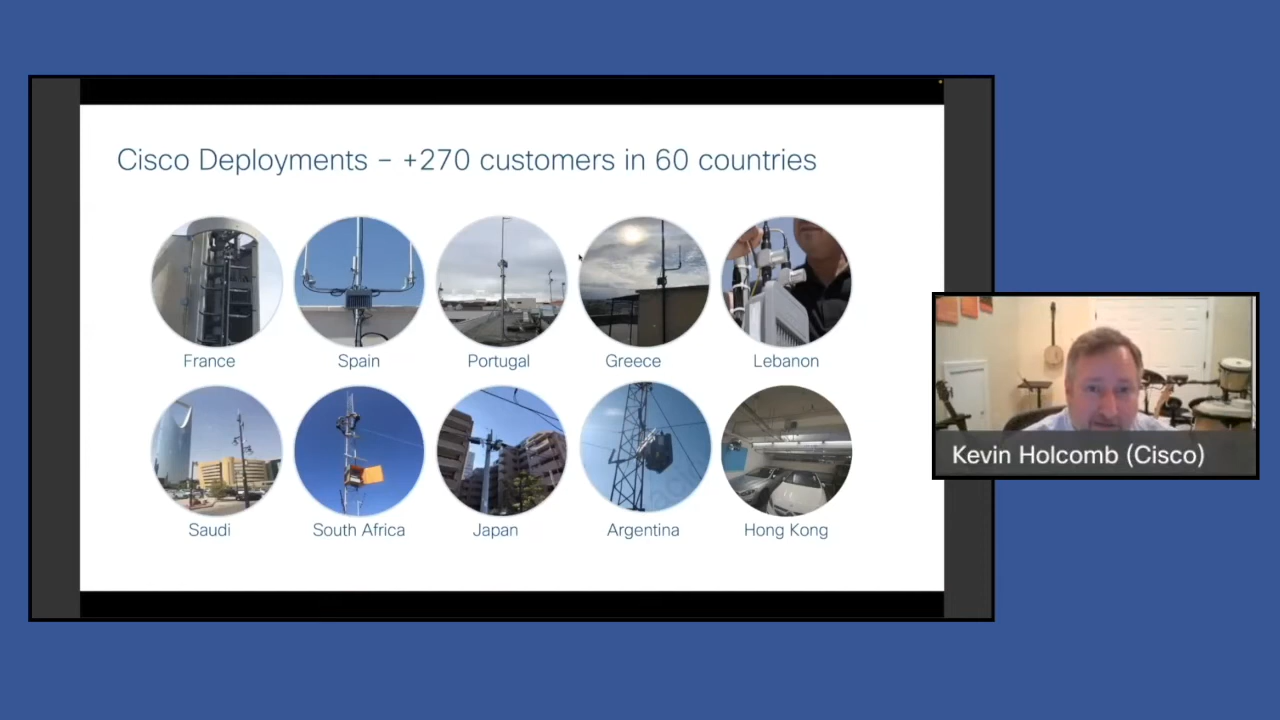 Cisco Deployments – +270 customers in 60 countries
France Spain Portugal Greece Lebanon
Saudi South Africa Japan Argentina Hong Kong
Kevin Holcomb (Cisco)